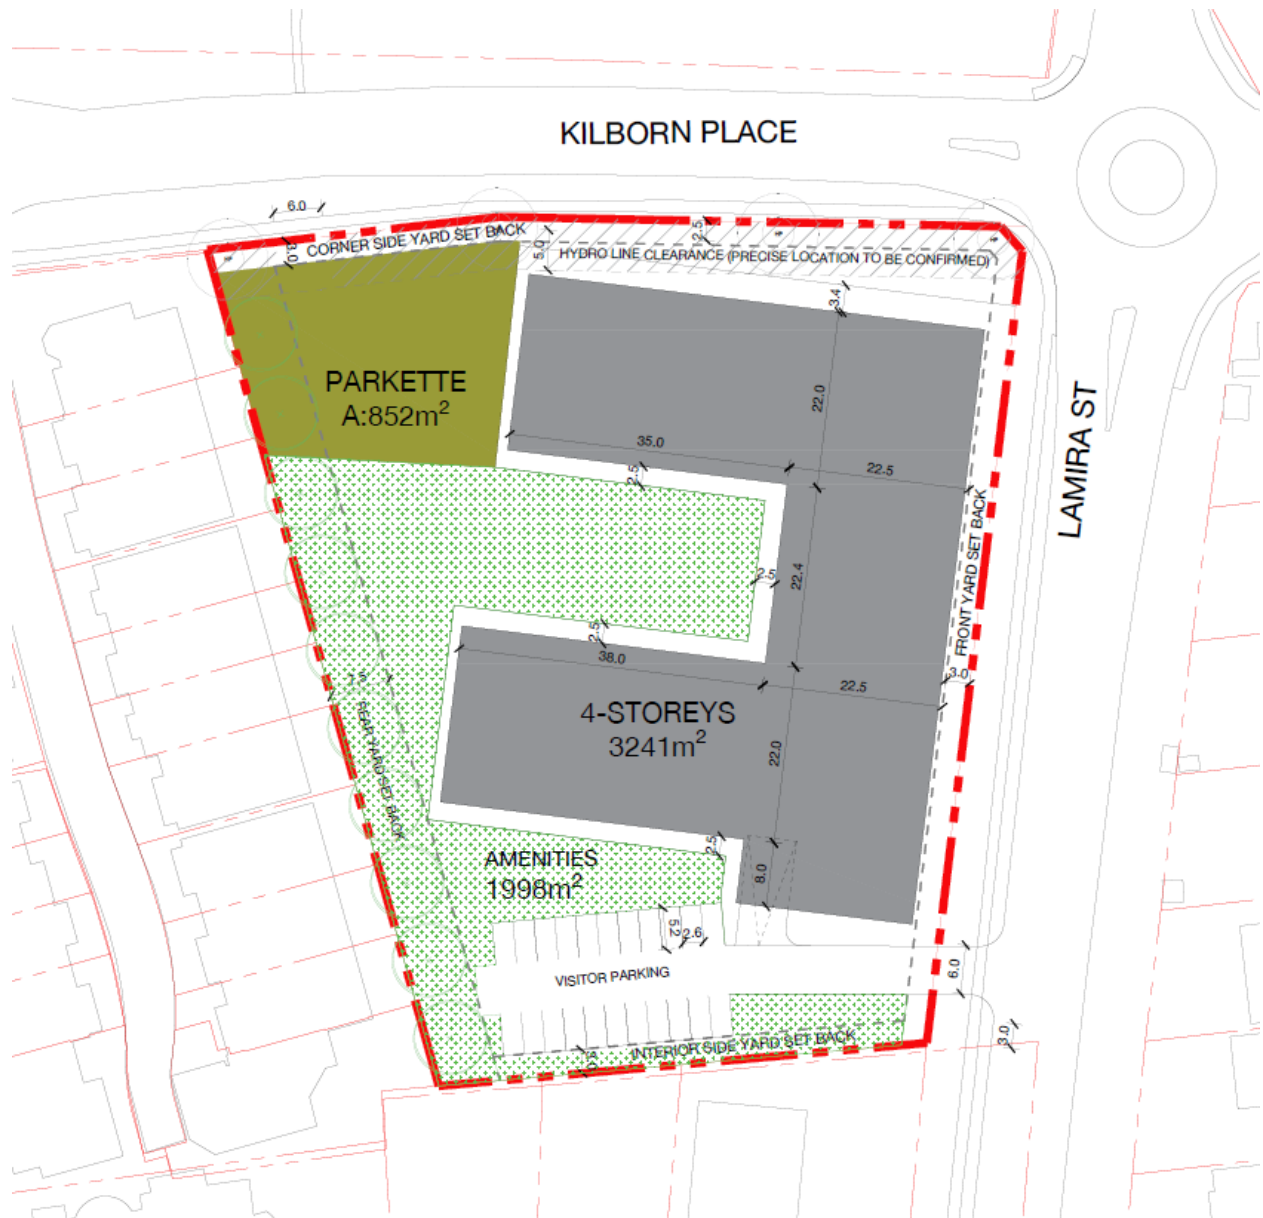 KILBORN PLACE
6.0
CORNER SIDE YARD SET BACK
3.0
5.0
2.5
HYDRO LINE CLEARANCE (PRECISE LOCATION TO BE CONFIRMED)
3.4
PARKETTE
A:852m²
22.0
35.0
22.5
2.5
LAMIRA ST
FRONT YARD SET BACK
2.5
22.4
2.5
38.0
22.5
3.0
7.5
REAR YARD SET BACK
4-STOREYS
3241m²
22.0
2.5
AMENITIES
1998m²
8.0
5.2
2.6
VISITOR PARKING
6.0
3.0
INTERIOR SIDE YARD SET BACK